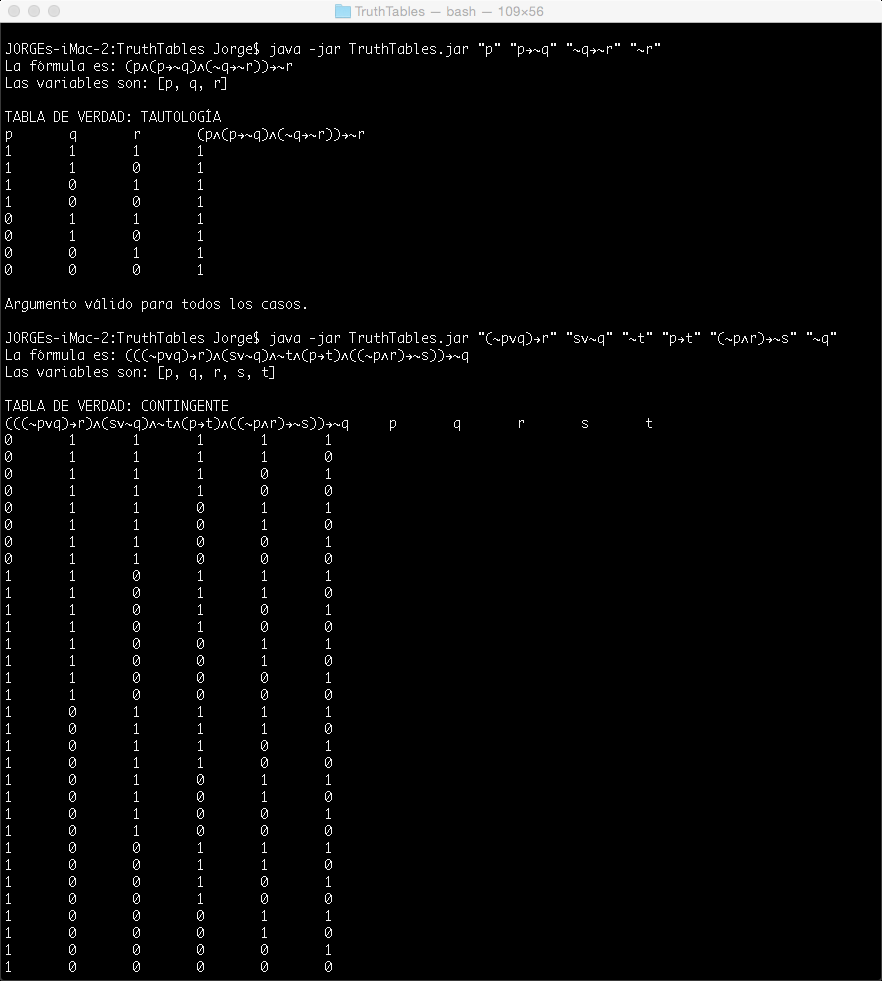 TruthTables — bash — 109×56
JORGEs-iMac-2:TruthTables Jorge$ java -jar TruthTables.jar "p" "p→~q" "~q→~r" "~r"
La fórmula es: (p∧(p→~q)∧(~q→~r))→~r
Las variables son: [p, q, r]
TABLA DE VERDAD: TAUTOLOGÍA
p q r (p∧(p→~q)∧(~q→~r))→~r
1 1 1 1
1 1 0 1
1 0 1 1
1 0 0 1
0 1 1 1
0 1 0 1
0 0 1 1
0 0 0 1
Argumento válido para todos los casos.
JORGEs-iMac-2:TruthTables Jorge$ java -jar TruthTables.jar "(~p∨q)→r" "s∨~q" "~t" "p→t" "(~p∧r)→~s" "~q"
La fórmula es: (((~p∨q)→r)∧(s∨~q)∧~t∧(p→t)∧((~p∧r)→~s))→~q
Las variables son: [p, q, r, s, t]
TABLA DE VERDAD: CONTINGENTE
(((~p∨q)→r)∧(s∨~q)∧~t∧(p→t)∧((~p∧r)→~s))→~q p q r s t
0 1 1 1 1 1
0 1 1 1 1 0
0 1 1 1 0 1
0 1 1 1 0 0
0 1 1 0 1 1
0 1 1 0 1 0
0 1 1 0 0 1
0 1 1 0 0 0
1 1 0 1 1 1
1 1 0 1 1 0
1 1 0 1 0 1
1 1 0 1 0 0
1 1 0 0 1 1
1 1 0 0 1 0
1 1 0 0 0 1
1 1 0 0 0 0
1 0 1 1 1 1
1 0 1 1 1 0
1 0 1 1 0 1
1 0 1 1 0 0
1 0 1 0 1 1
1 0 1 0 1 0
1 0 1 0 0 1
1 0 1 0 0 0
1 0 0 1 1 1
1 0 0 1 1 0
1 0 0 1 0 1
1 0 0 1 0 0
1 0 0 0 1 1
1 0 0 0 1 0
1 0 0 0 0 1
1 0 0 0 0 0